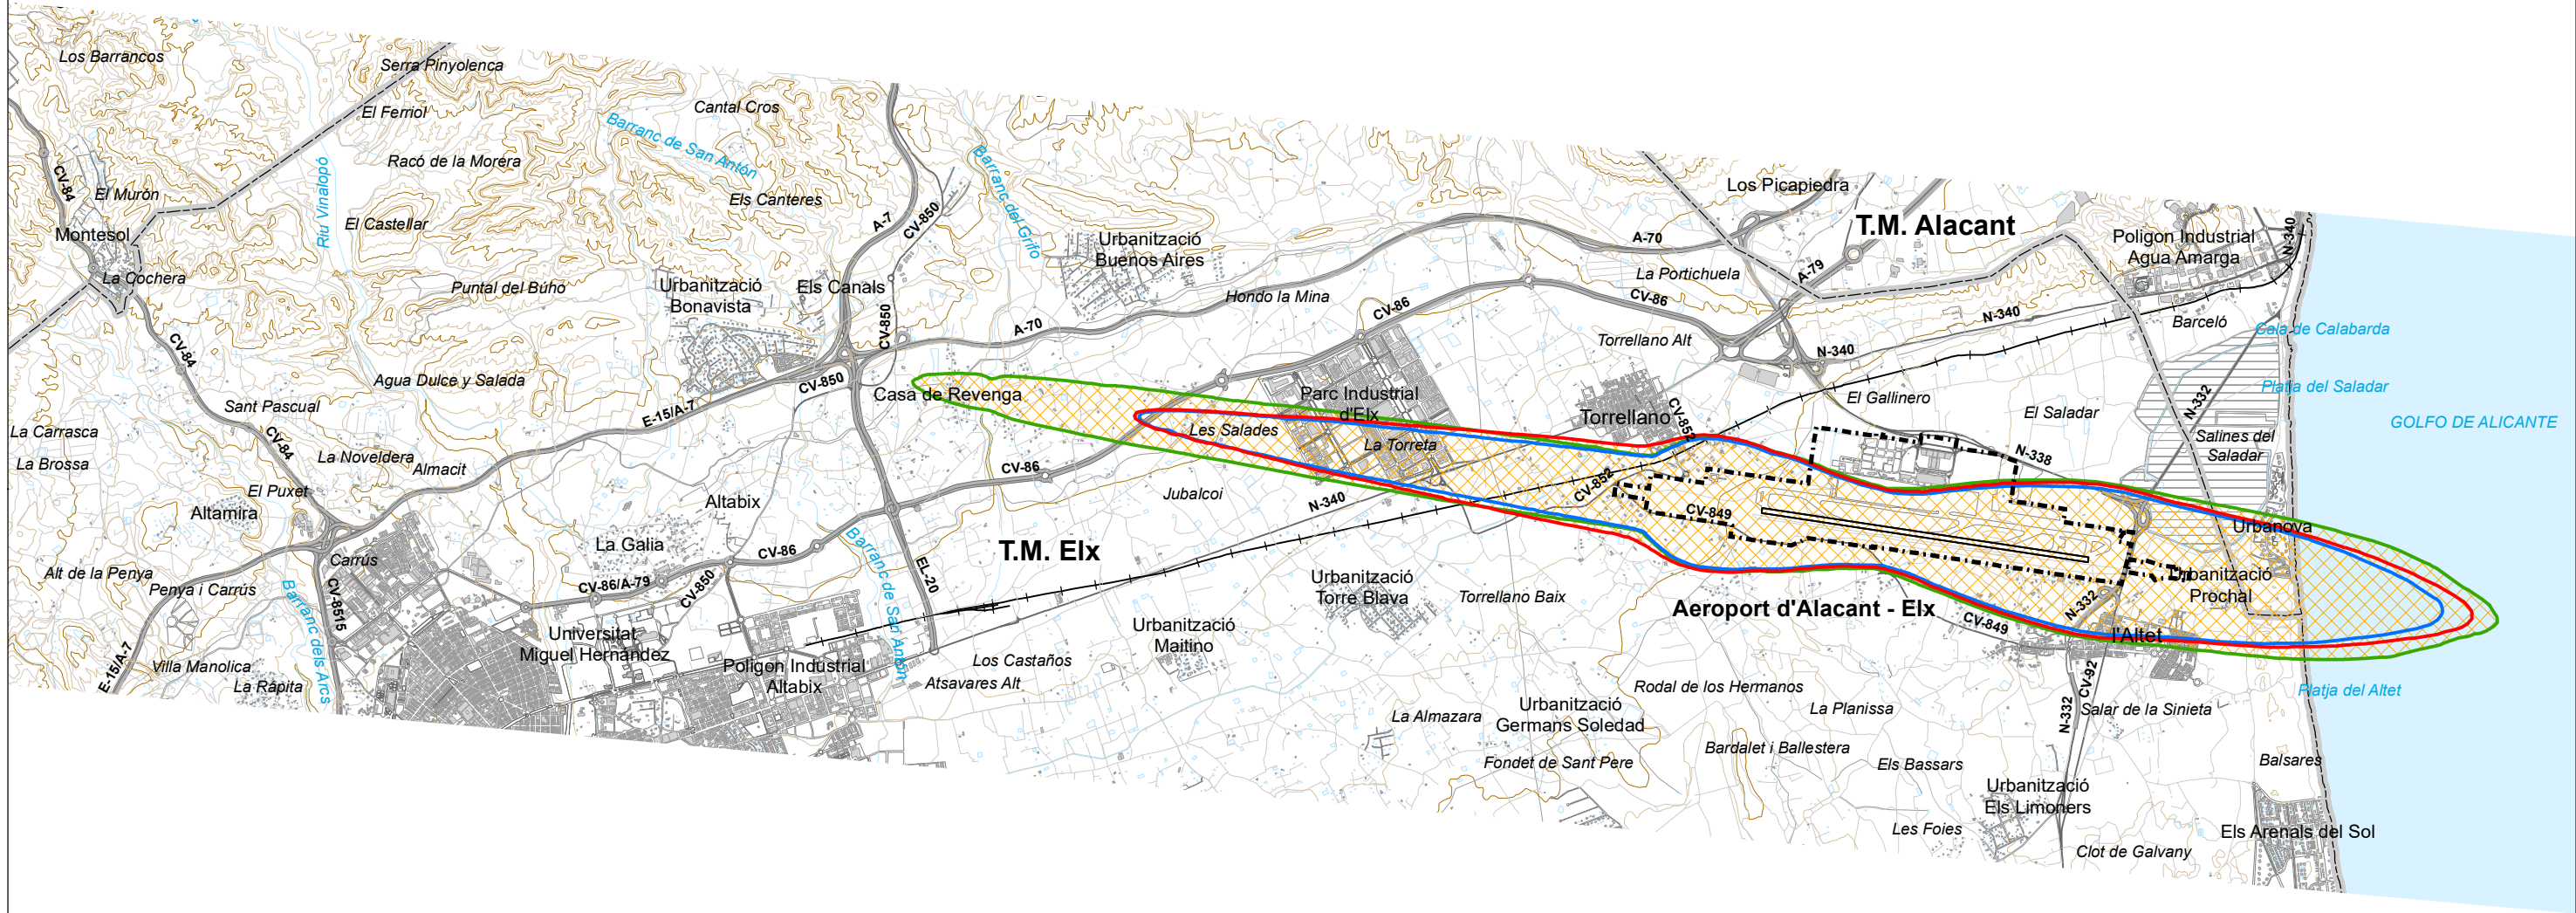 Los Barrancos
Serra Pinyolenca
El Ferriol
Cantal Cros
Barranc de San Antón
Racó de la Morera
Riu Vinalopó
CV-84
El Murón
Els Canteres
El Castellar
A-7
CV-850
Barranc del Grifo
Montesol
La Cochera
Urbanització
Buenos Aires
Los Picapiedra
T.M. Alacant
A-70
La Portichuela
A-79
Poligon Industrial
Agua Amarga
N-340
Puntal del Búho
Urbanització
Bonavista
Els Canals
CV-850
Hondo la Mina
CV-86
CV-86
A-70
N-340
Barceló
Cala de Calabarda
CV-84
Torrellano Alt
N-340
Agua Dulce y Salada
CV-850
Casa de Revenga
Parc Industrial
d'Elx
El Gallinero
Platja del Saladar
N-332
Sant Pascual
E-15/A-7
Les Salades
La Torreta
Torrellano
CV-852
El Saladar
GOLFO DE ALICANTE
La Carrasca
La Brossa
CV-84
La Noveldera
Almacit
CV-86
Salines del
Saladar
N-338
El Puxet
Altamira
Altabix
Jubalcoi
N-340
CV-852
CV-849
Urbanova
La Galia
CV-86
Barranc de San Antón
T.M. Elx
Carrús
Alt de la Penya
Penya i Carrús
CV-8515
Barranc dels Arcs
CV-86/A-79
CV-850
EL-20
Urbanització
Torre Blava
Torrellano Baix
Aeroport d'Alacant - Elx
Urbanització
Prochal
N-332
CV-849
l'Altet
Universitat
Miguel Hernández
Urbanització
Maitino
E-15/A-7
Villa Manolica
La Ràpita
Poligon Industrial
Altabix
Los Castaños
Atsavares Alt
Rodal de los Hermanos
CV-92
Platja del Altet
La Almazara
Urbanització
Germans Soledad
La Planissa
N-332
Salar de la Sinieta
Fondet de Sant Pere
Bardalet i Ballestera
Els Bassars
Balsares
Urbanització
Els Limoners
Les Foies
Els Arenals del Sol
Clot de Galvany